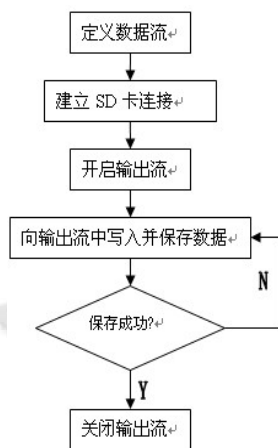 定义数据流
建立 SD 卡连接
开启输出流
向输出流中写入并保存数据
N
保存成功?
Y
关闭输出流